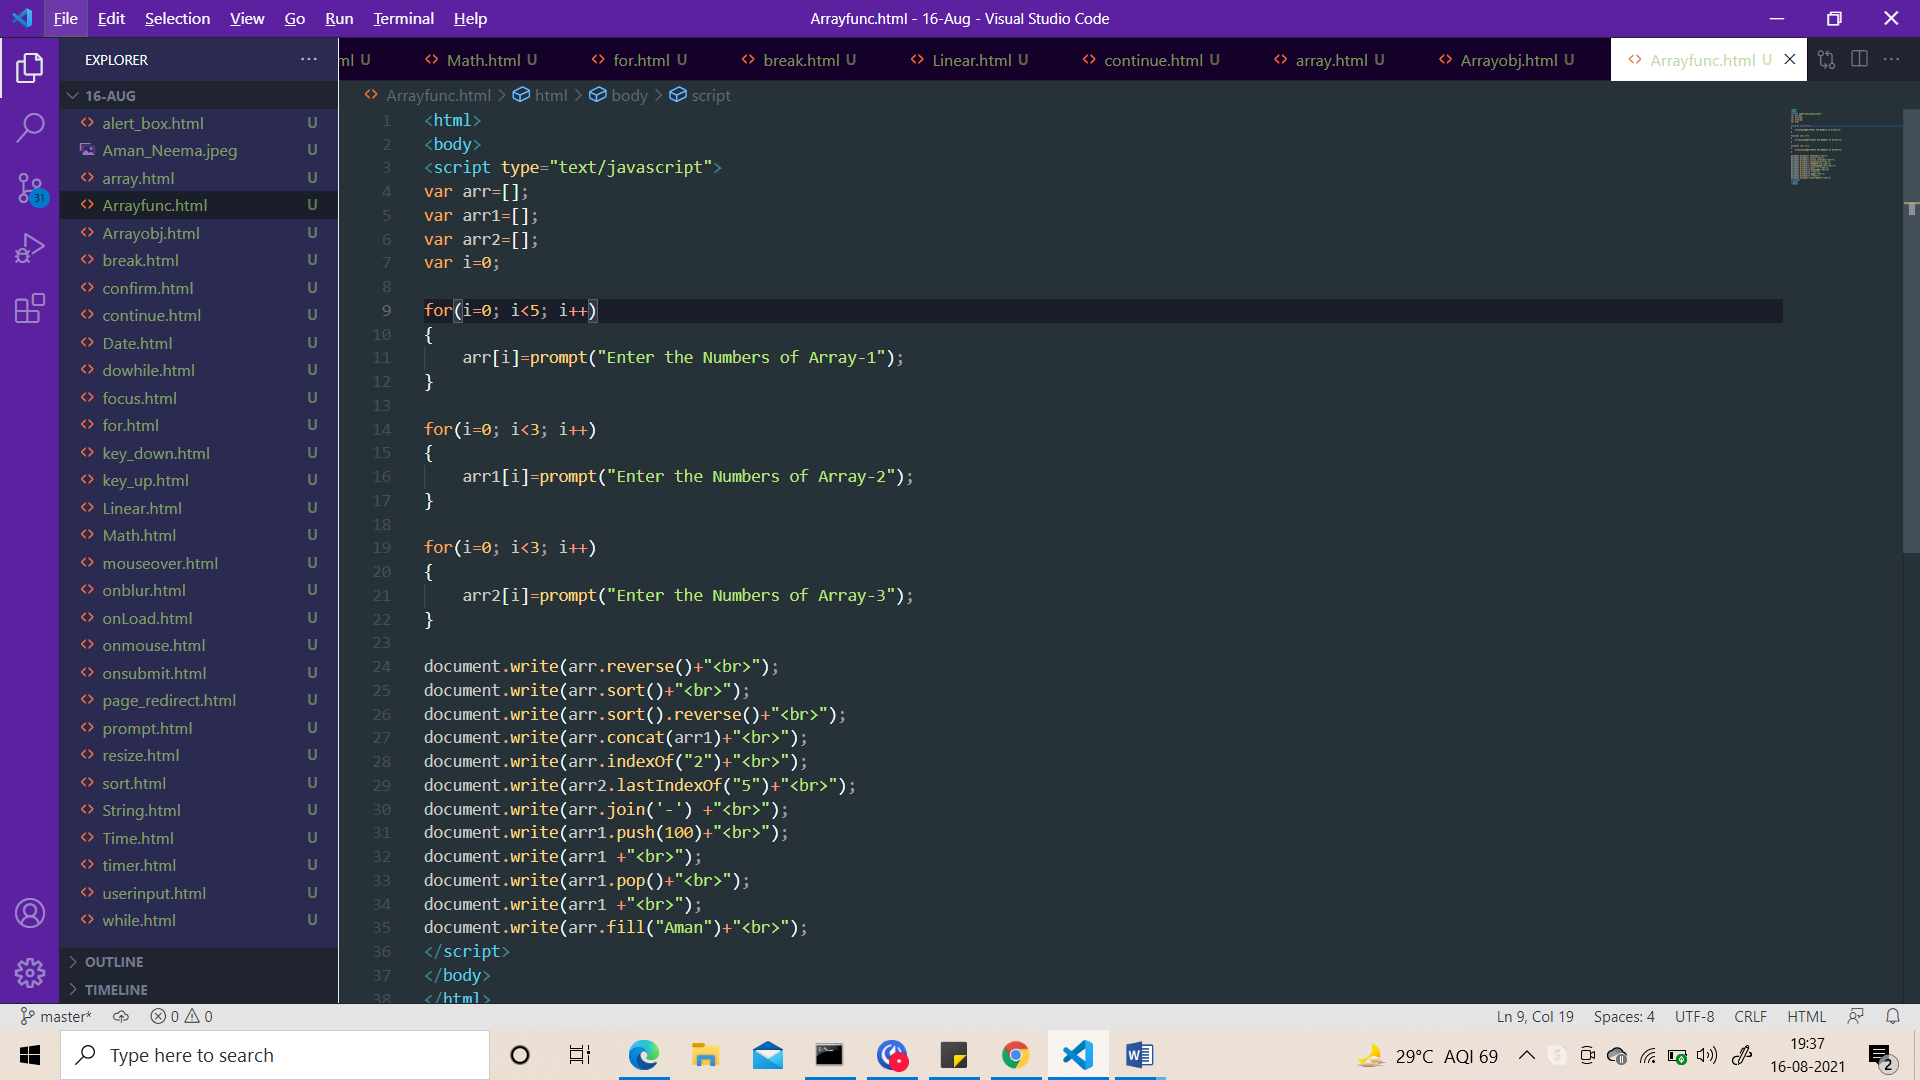 File Edit Selection View Go Run Terminal Help
Arrayfunc.html - 16-Aug - Visual Studio Code
EXPLORER
ml U Math.html U for.html U break.html U Linear.html U continue.html U array.html U Arrayobj.html U Arrayfunc.html U
16-AUG
Arrayfunc.html > html > body > script
alert_box.html U
Aman_Neema.jpeg U
array.html U
Arrayfunc.html U
Arrayobj.html U
break.html U
confirm.html U
continue.html U
Date.html U
dowhile.html U
focus.html U
for.html U
key_down.html U
key_up.html U
Linear.html U
Math.html U
mouseover.html U
onblur.html U
onLoad.html U
onmouse.html U
onsubmit.html U
page_redirect.html U
prompt.html U
resize.html U
sort.html U
String.html U
Time.html U
timer.html U
userinput.html U
while.html U
OUTLINE
TIMELINE
31
1 <html>
2 <body>
3 <script type="text/javascript">
4 var arr=[];
5 var arr1=[];
6 var arr2=[];
7 var i=0;
8
9 for(i=0; i<5; i++)
10 {
11 arr[i]=prompt("Enter the Numbers of Array-1");
12 }
13
14 for(i=0; i<3; i++)
15 {
16 arr1[i]=prompt("Enter the Numbers of Array-2");
17 }
18
19 for(i=0; i<3; i++)
20 {
21 arr2[i]=prompt("Enter the Numbers of Array-3");
22 }
23
24 document.write(arr.reverse()+"<br>");
25 document.write(arr.sort()+"<br>");
26 document.write(arr.sort().reverse()+"<br>");
27 document.write(arr.concat(arr1)+"<br>");
28 document.write(arr.indexOf("2")+"<br>");
29 document.write(arr2.lastIndexOf("5")+"<br>");
30 document.write(arr.join('-') +"<br>");
31 document.write(arr1.push(100)+"<br>");
32 document.write(arr1 +"<br>");
33 document.write(arr1.pop()+"<br>");
34 document.write(arr1 +"<br>");
35 document.write(arr.fill("Aman")+"<br>");
36 </script>
37 </body>
38 </html>
master* 0 0
Ln 9, Col 19 Spaces: 4 UTF-8 CRLF HTML
Type here to search
29°C AQI 69
19:37
16-08-2021
2